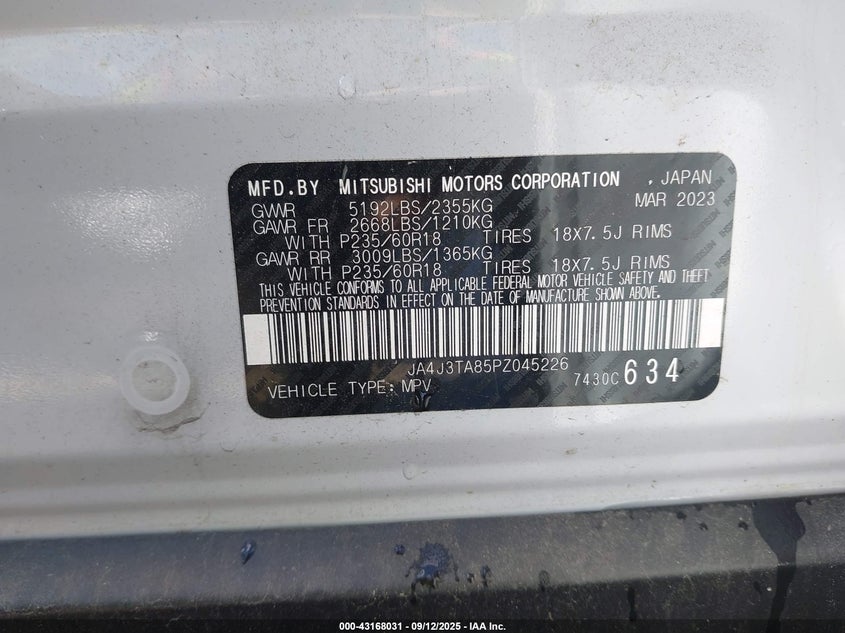 MFD.BY MITSUBISHI MOTORS CORPORATION , JAPAN
GVWR 5192LBS/2355KG MAR 2023
GAWR FR 2668LBS/1210KG
WITH P235/60R18 TIRES 18X7.5J RIMS
GAWR RR 3009LBS/1365KG
WITH P235/60R18 TIRES 18X7.5J RIMS
THIS VEHICLE CONFORMS TO ALL APPLICABLE FEDERAL MOTOR VEHICLE SAFETY AND THEFT
PREVENTION STANDARDS IN EFFECT ON THE DATE OF MANUFACTURE SHOWN ABOVE.
JA4J3TA85PZ045226
VEHICLE TYPE: MPV 7430C 634
000-43168031 - 09/12/2025 - IAA Inc.